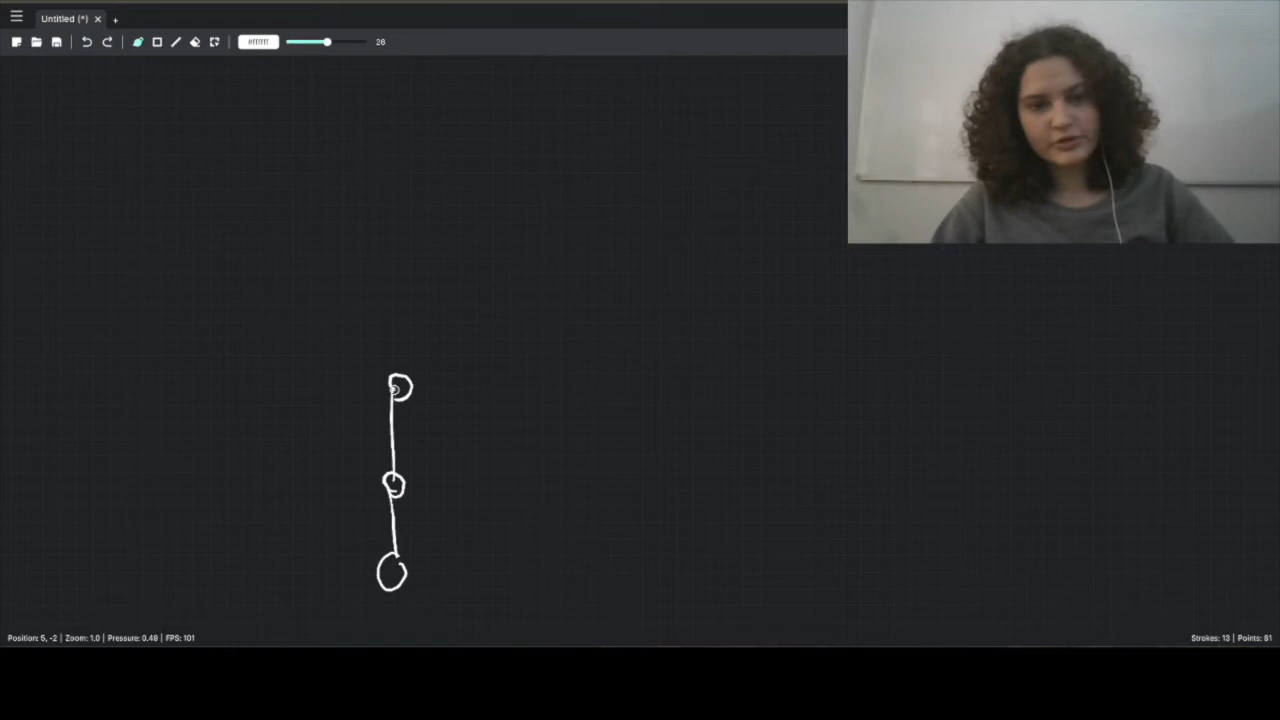 Untitled (*)
#ffffff
26
Position: 5, -2 | Zoom: 1.0 | Pressure: 0.49 | FPS: 101
Strokes: 13 | Points: 81